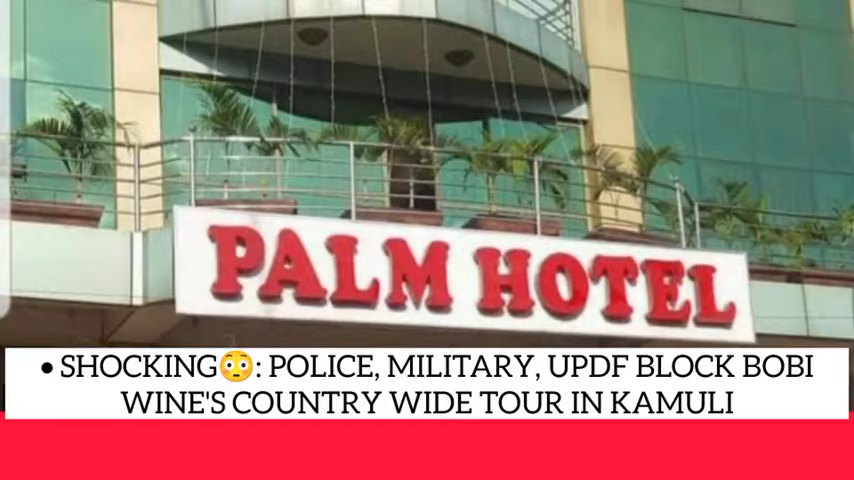 PALM HOTEL
• SHOCKING😳: POLICE, MILITARY, UPDF BLOCK BOBI
WINE'S COUNTRY WIDE TOUR IN KAMULI